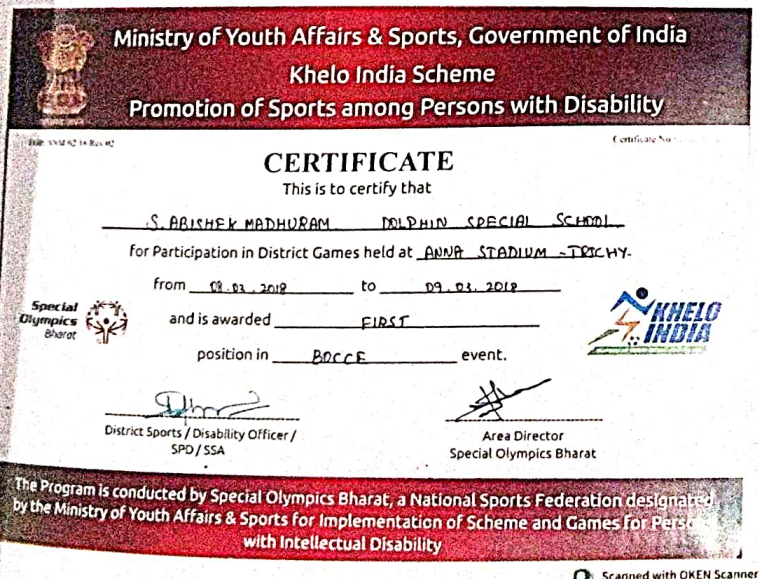 Ministry of Youth Affairs & Sports, Government of India
Khelo India Scheme
Promotion of Sports among Persons with Disability
Certificate No
CERTIFICATE
This is to certify that
S. ABISHEK MADHURAM DOLPHIN SPECIAL SCHOOL
for Participation in District Games held at ANNA STADIUM - TRICHY.
from 09.03.2018 to 09.03.2018
Special Olympics Bharat
and is awarded FIRST
KHELO INDIA
position in BOCCE event.
District Sports / Disability Officer /
SPD / SSA
Area Director
Special Olympics Bharat
The Program is conducted by Special Olympics Bharat, a National Sports Federation designated
by the Ministry of Youth Affairs & Sports for Implementation of Scheme and Games for
with Intellectual Disability
Scanned with OKEN Scanner